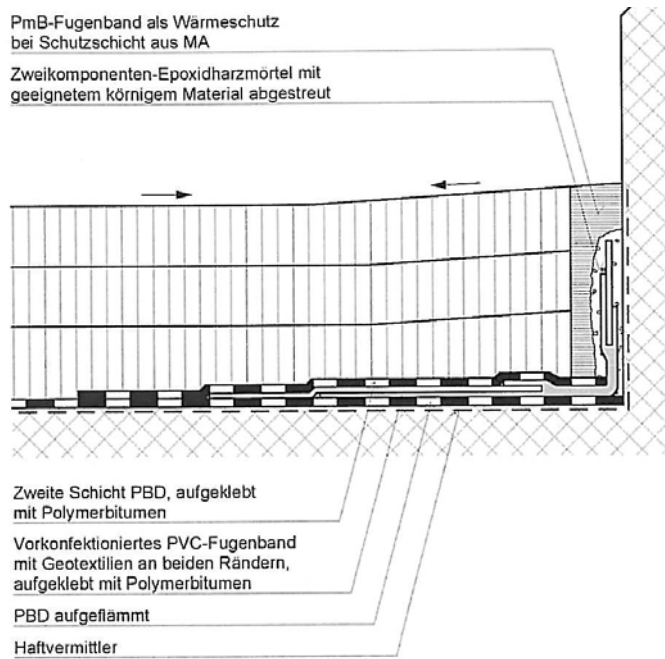 PmB-Fugenband als Wärmeschutz
bei Schutzschicht aus MA
Zweikomponenten-Epoxidharzmörtel mit
geeignetem körnigem Material abgestreut
Zweite Schicht PBD, aufgeklebt
mit Polymerbitumen
Vorkonfektioniertes PVC-Fugenband
mit Geotextilien an beiden Rändern,
aufgeklebt mit Polymerbitumen
PBD aufgeflämmt
Haftvermittler